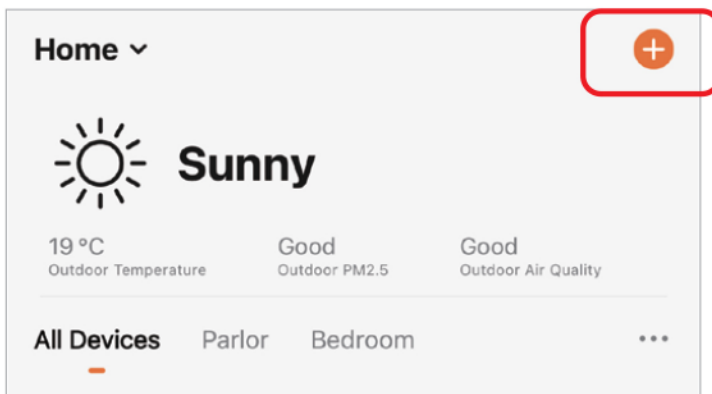 Home
Sunny
19 °C Good Good
Outdoor Temperature Outdoor PM2.5 Outdoor Air Quality
All Devices Parlor Bedroom